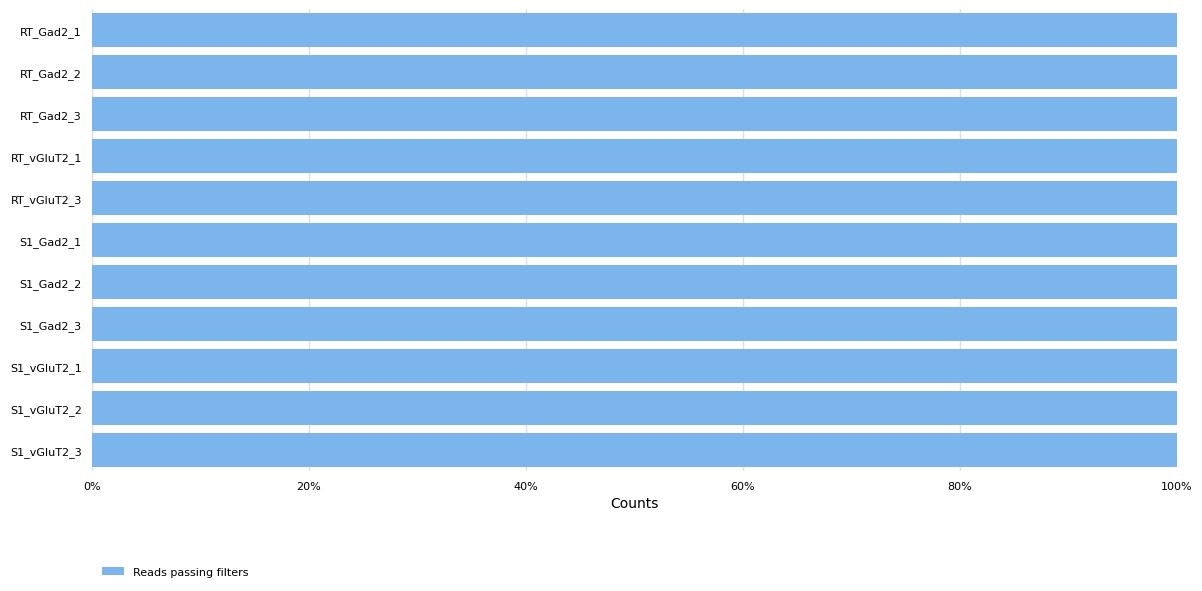 RT_Gad2_1
RT_Gad2_2
RT_Gad2_3
RT_vGluT2_1
RT_vGluT2_3
S1_Gad2_1
S1_Gad2_2
S1_Gad2_3
S1_vGluT2_1
S1_vGluT2_2
S1_vGluT2_3
0% 20% 40% 60% 80% 100%
Counts
Reads passing filters